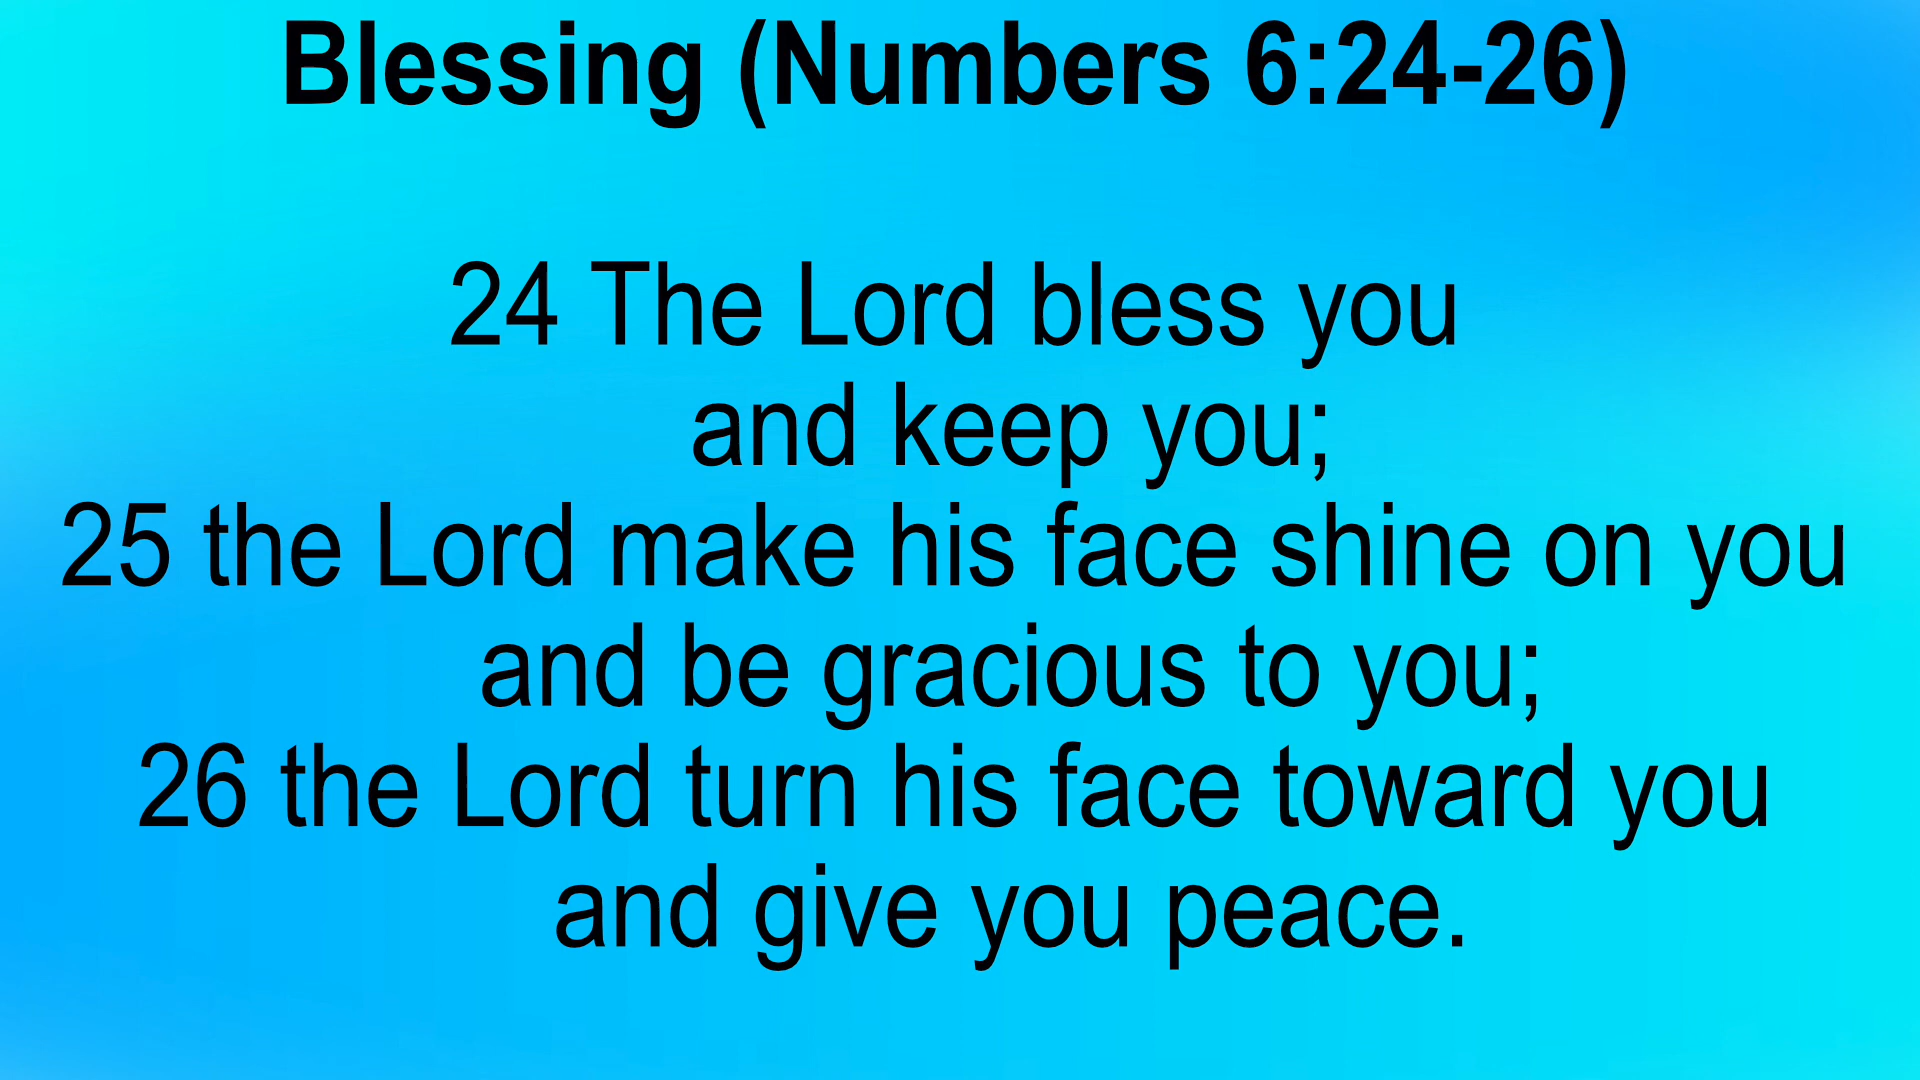 Blessing (Numbers 6:24-26)
24 The Lord bless you
and keep you;
25 the Lord make his face shine on you
and be gracious to you;
26 the Lord turn his face toward you
and give you peace.